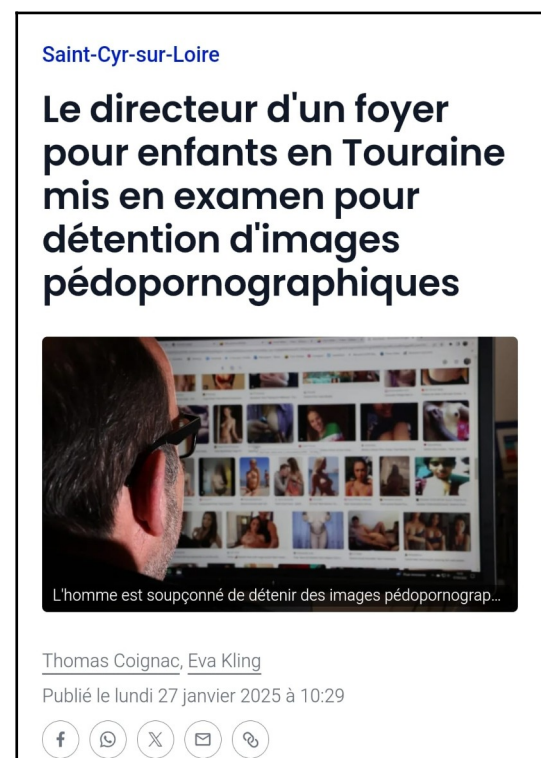 Saint-Cyr-sur-Loire
Le directeur d'un foyer
pour enfants en Touraine
mis en examen pour
détention d'images
pédopornographiques
L'homme est soupçonné de détenir des images pédopornograp...
Thomas Coignac, Eva Kling
Publié le lundi 27 janvier 2025 à 10:29